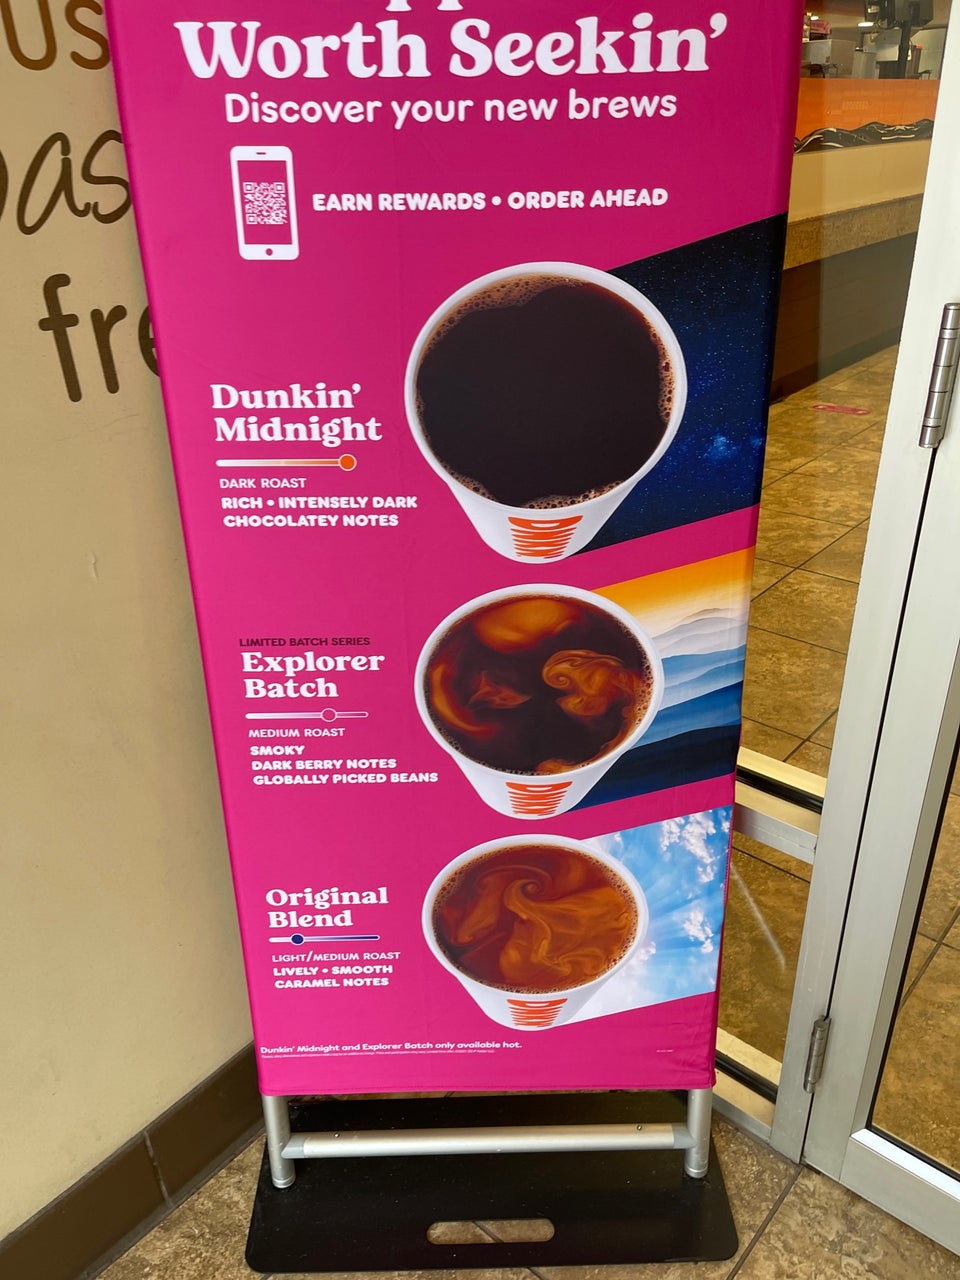 Worth Seekin'
Discover your new brews
EARN REWARDS • ORDER AHEAD
Dunkin'
Midnight
DARK ROAST
RICH • INTENSELY DARK
CHOCOLATEY NOTES
LIMITED BATCH SERIES
Explorer
Batch
MEDIUM ROAST
SMOKY
DARK BERRY NOTES
GLOBALLY PICKED BEANS
Original
Blend
LIGHT/MEDIUM ROAST
LIVELY • SMOOTH
CARAMEL NOTES
Dunkin' Midnight and Explorer Batch only available hot.